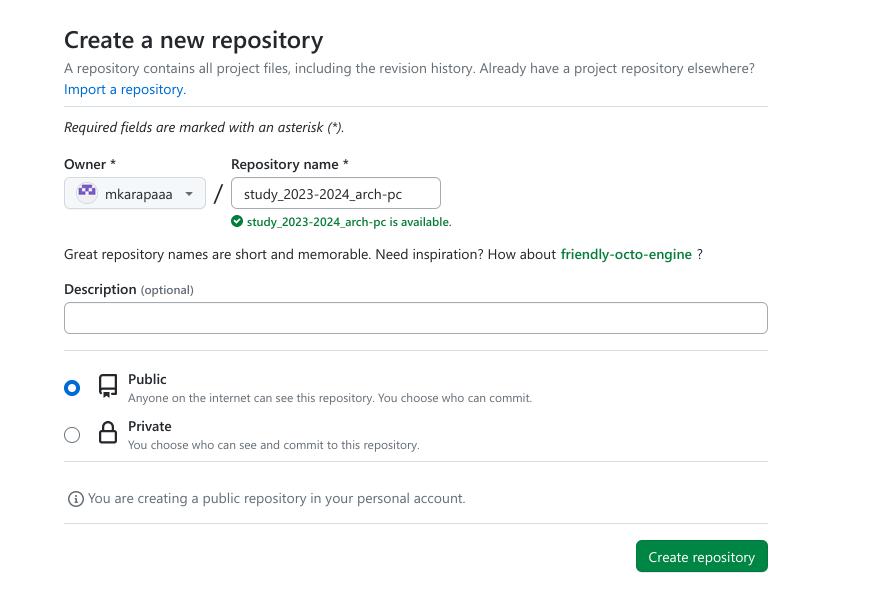 Create a new repository
A repository contains all project files, including the revision history. Already have a project repository elsewhere?
Import a repository.
Required fields are marked with an asterisk (*).
Owner *
Repository name *
mkarapaaa
/
study_2023-2024_arch-pc
study_2023-2024_arch-pc is available.
Great repository names are short and memorable. Need inspiration? How about friendly-octo-engine ?
Description (optional)
Public
Anyone on the internet can see this repository. You choose who can commit.
Private
You choose who can see and commit to this repository.
You are creating a public repository in your personal account.
Create repository